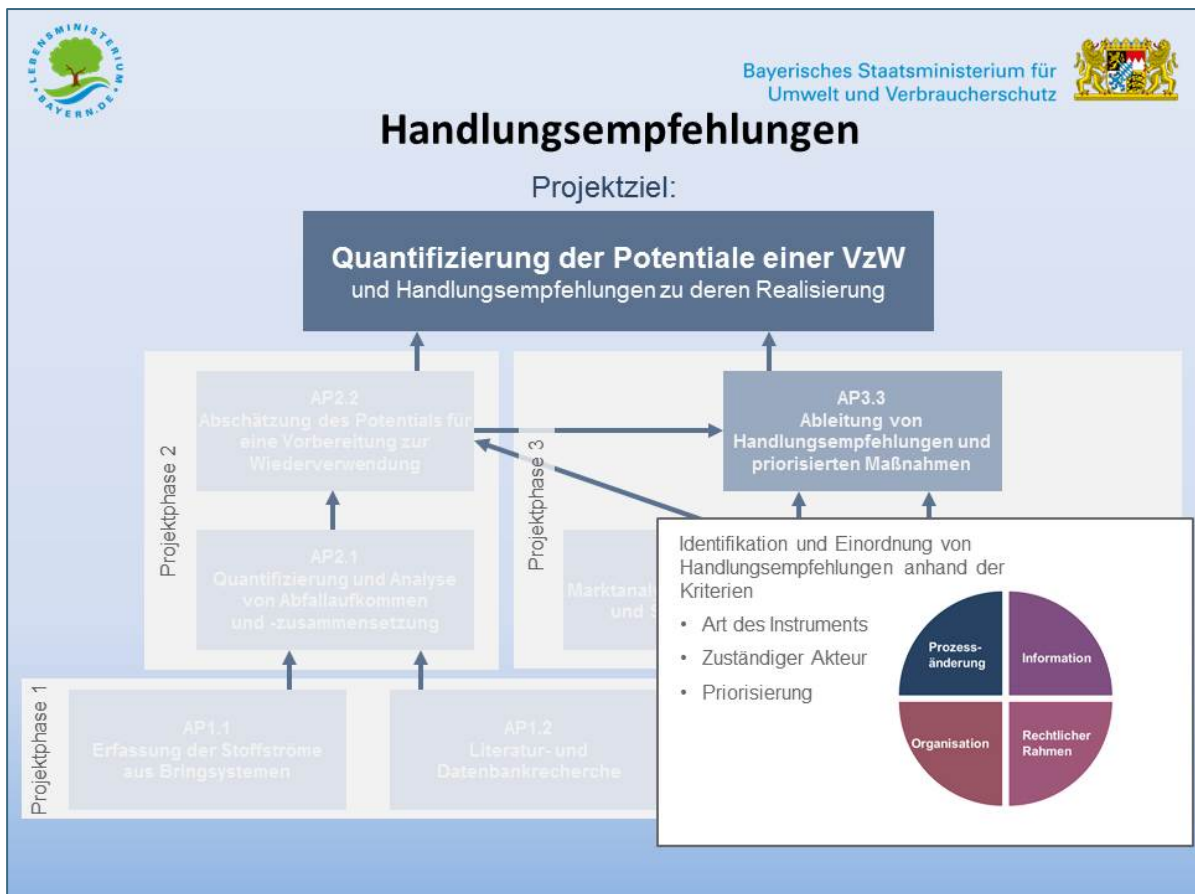 LEBENSMINISTERIUM
BAYERN.DE
Bayerisches Staatsministerium für
Umwelt und Verbraucherschutz
Handlungsempfehlungen
Projektziel:
Quantifizierung der Potentiale einer VzW
und Handlungsempfehlungen zu deren Realisierung
Projektphase 2
AP2.2
Abschätzung des Potentials für
eine Vorbereitung zur
Wiederverwendung
AP2.1
Quantifizierung und Analyse
von Abfallaufkommen
und -zusammensetzung
Projektphase 3
AP3.3
Ableitung von
Handlungsempfehlungen und
priorisierten Maßnahmen
Projektphase 1
AP1.1
Erfassung der Stoffströme
aus Bringsystemen
AP1.2
Literatur- und
Datenbankrecherche
Identifikation und Einordnung von
Handlungsempfehlungen anhand der
Kriterien
• Art des Instruments
• Zuständiger Akteur
• Priorisierung
Prozess-
änderung
Information
Organisation
Rechtlicher
Rahmen